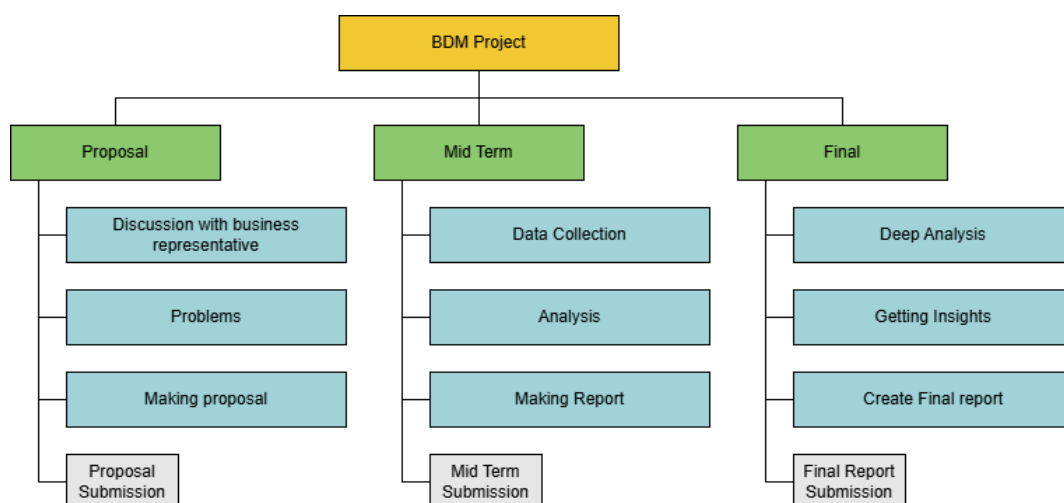 BDM Project
Proposal
Mid Term
Final
Discussion with business
representative
Data Collection
Deep Analysis
Problems
Analysis
Getting Insights
Making proposal
Making Report
Create Final report
Proposal
Submission
Mid Term
Submission
Final Report
Submission